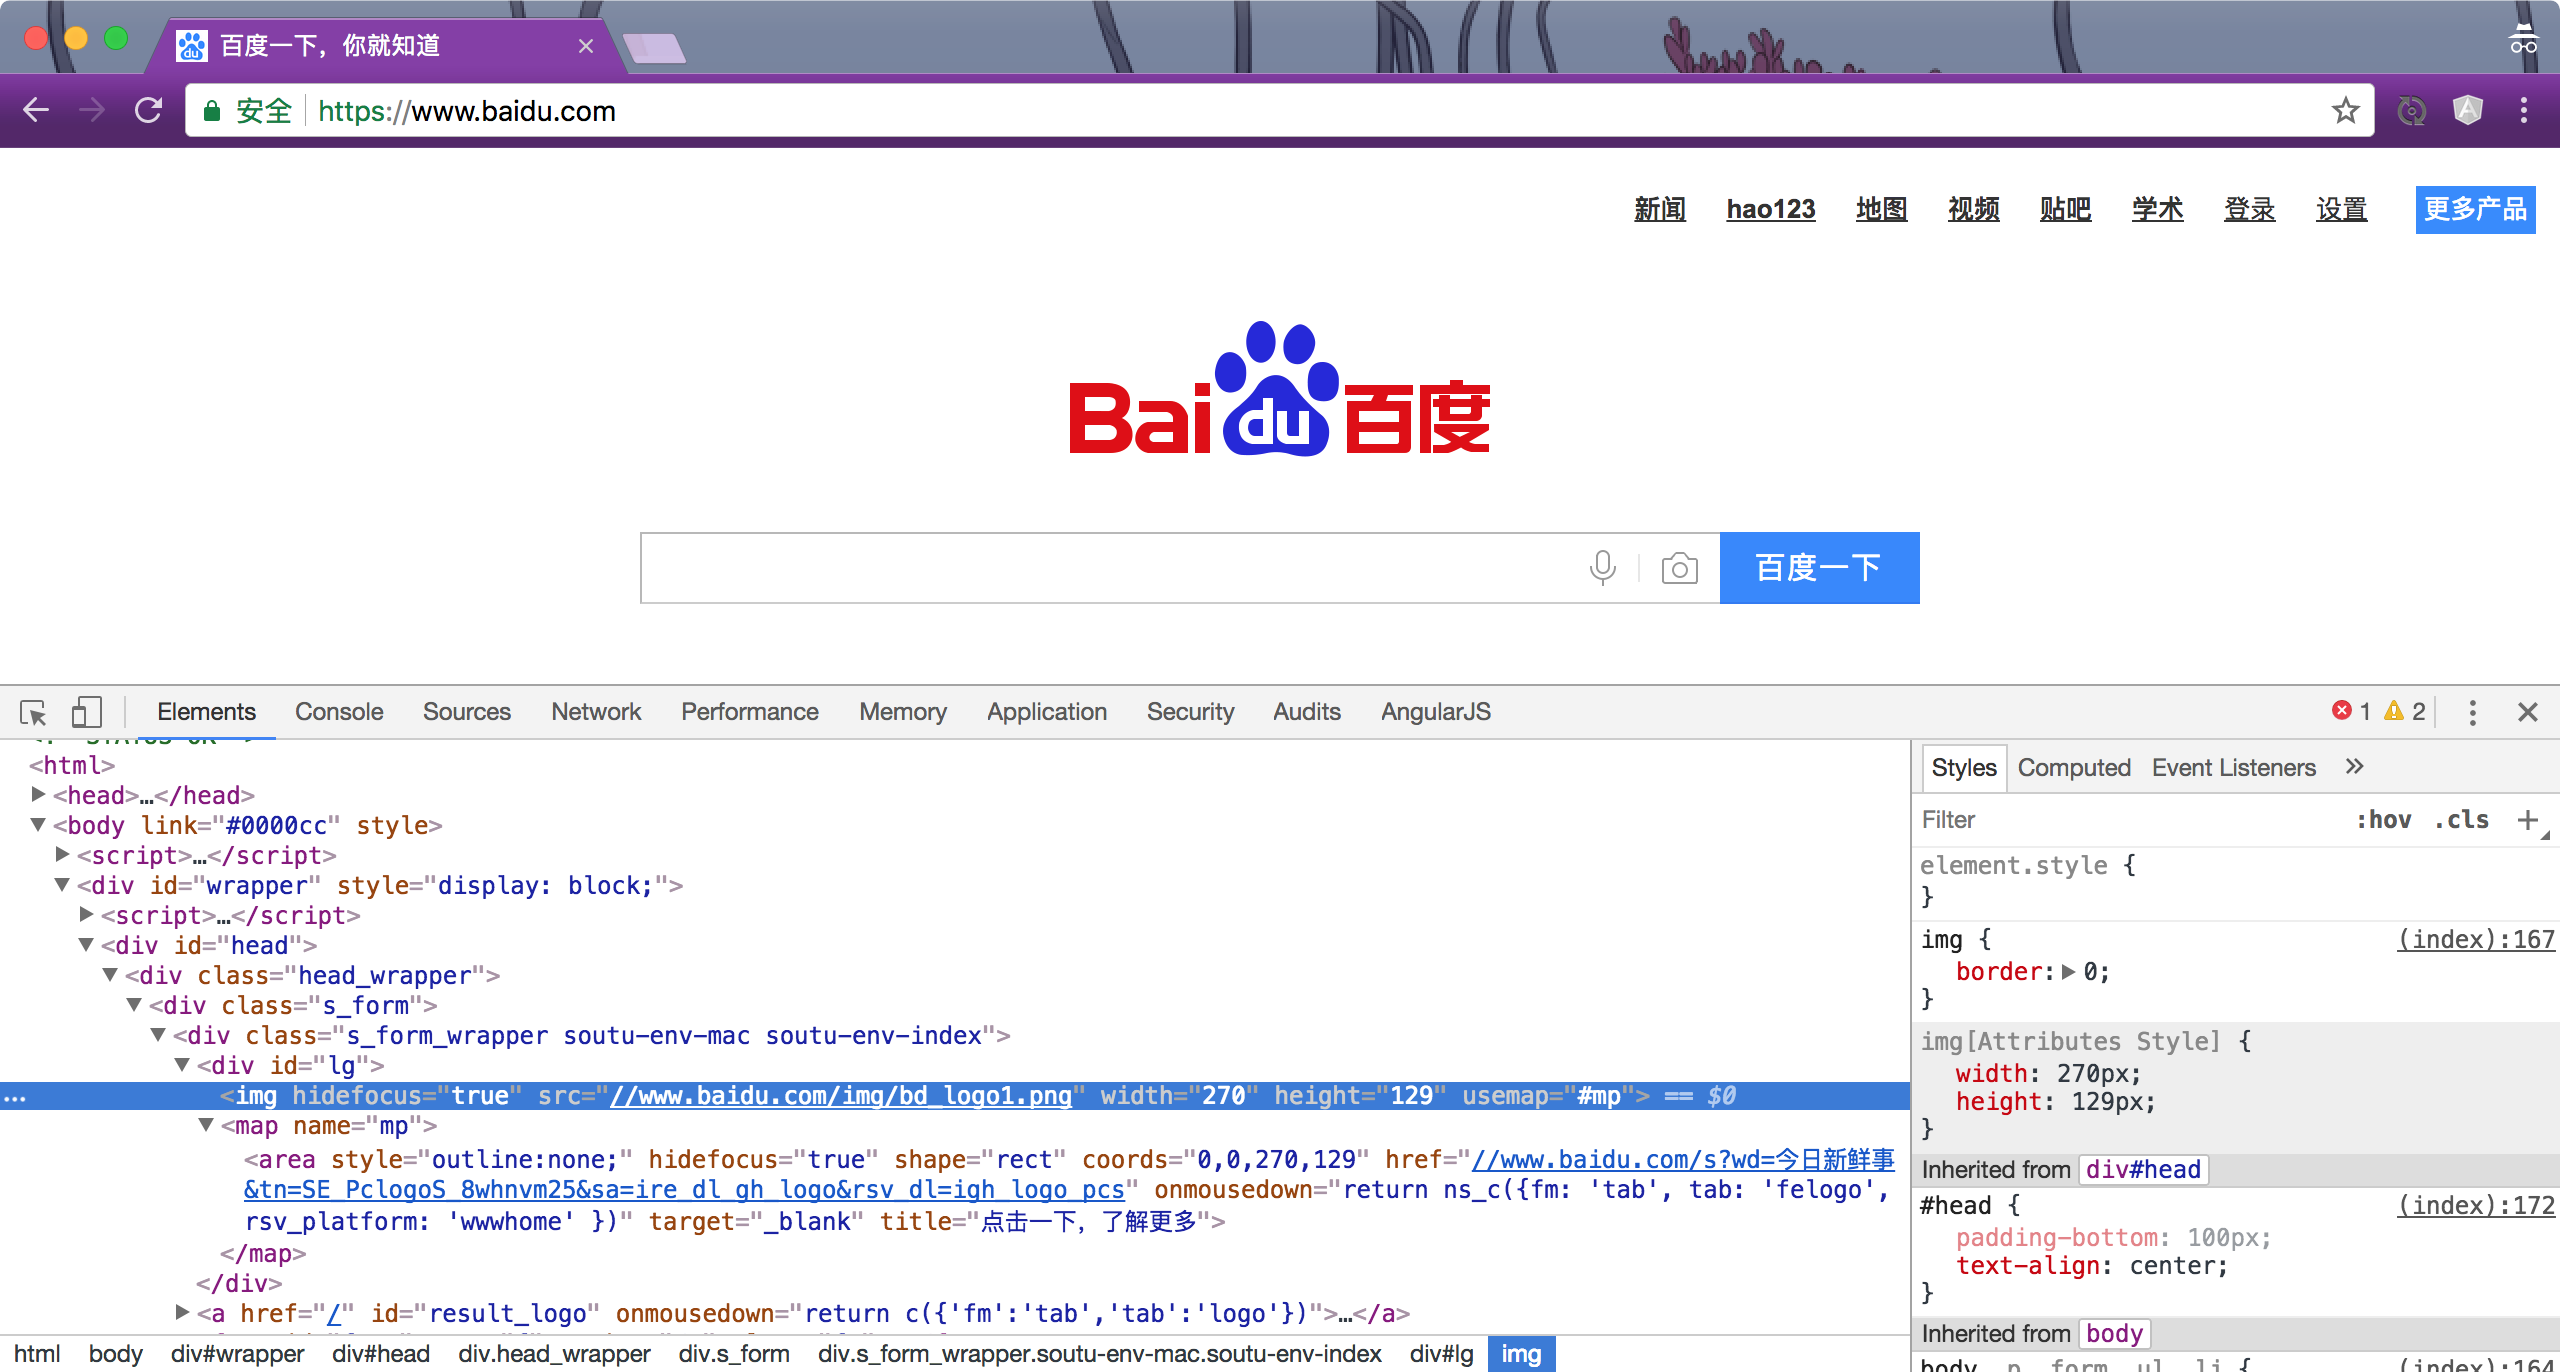 百度一下，你就知道
安全 https://www.baidu.com
新闻 hao123 地图 视频 贴吧 学术 登录 设置 更多产品
Bai du 百度
百度一下
Elements Console Sources Network Performance Memory Application Security Audits AngularJS 1 2
<html>
<head>…</head>
<body link="#0000cc" style>
<script>…</script>
<div id="wrapper" style="display: block;">
<script>…</script>
<div id="head">
<div class="head_wrapper">
<div class="s_form">
<div class="s_form_wrapper soutu-env-mac soutu-env-index">
<div id="lg">
… <img hidefocus="true" src="//www.baidu.com/img/bd_logo1.png" width="270" height="129" usemap="#mp"> == $0
<map name="mp">
<area style="outline:none;" hidefocus="true" shape="rect" coords="0,0,270,129" href="//www.baidu.com/s?wd=今日新鲜事
&tn=SE_PclogoS_8whnvm25&sa=ire_dl_gh_logo&rsv_dl=igh_logo_pcs" onmousedown="return ns_c({fm: 'tab', tab: 'felogo',
rsv_platform: 'wwwhome' })" target="_blank" title="点击一下，了解更多">
</map>
</div>
<a href="/" id="result_logo" onmousedown="return c({'fm':'tab','tab':'logo'})">…</a>
html body div#wrapper div#head div.head_wrapper div.s_form div.s_form_wrapper.soutu-env-mac.soutu-env-index div#lg img
Styles Computed Event Listeners »
Filter :hov .cls +
element.style {
}
img { (index):167
border: 0;
}
img[Attributes Style] {
width: 270px;
height: 129px;
}
Inherited from div#head
#head { (index):172
padding-bottom: 100px;
text-align: center;
}
Inherited from body
body, p, form, ul, li { (index):164